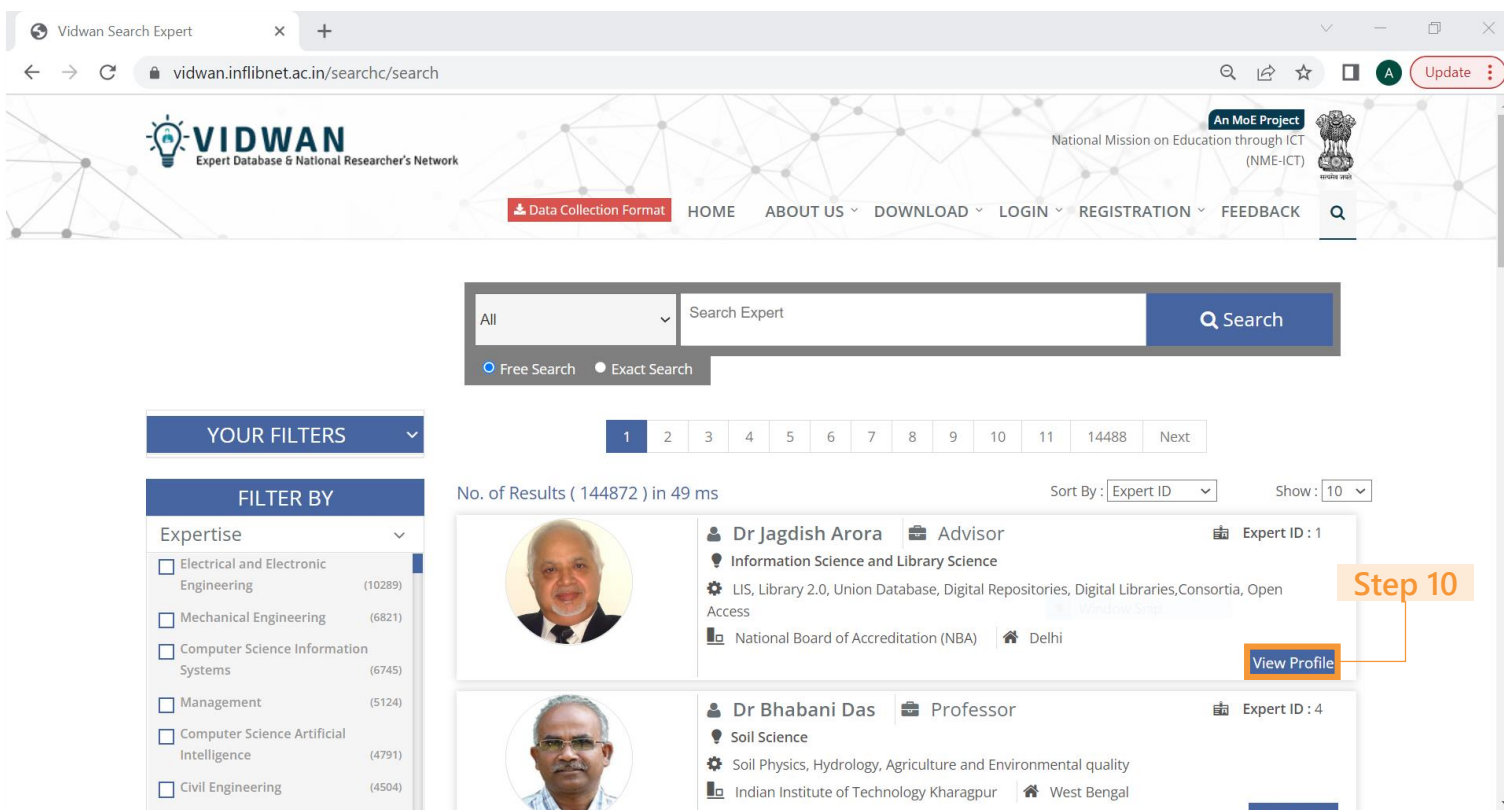 Vidwan Search Expert
vidwan.inflibnet.ac.in/searchc/search
A
Update
VIDWAN
Expert Database & National Researcher's Network
An MoE Project
National Mission on Education through ICT
(NME-ICT)
सत्यमेव जयते
Data Collection Format HOME ABOUT US DOWNLOAD LOGIN REGISTRATION FEEDBACK
All Search Expert Search
Free Search Exact Search
YOUR FILTERS
1 2 3 4 5 6 7 8 9 10 11 14488 Next
FILTER BY
No. of Results ( 144872 ) in 49 ms Sort By : Expert ID Show : 10
Expertise
Electrical and Electronic
Engineering (10289)
Mechanical Engineering (6821)
Computer Science Information
Systems (6745)
Management (5124)
Computer Science Artificial
Intelligence (4791)
Civil Engineering (4504)
Dr Jagdish Arora Advisor Expert ID : 1
Information Science and Library Science
LIS, Library 2.0, Union Database, Digital Repositories, Digital Libraries,Consortia, Open
Access
Window Snip
National Board of Accreditation (NBA) Delhi
View Profile
Step 10
Dr Bhabani Das Professor Expert ID : 4
Soil Science
Soil Physics, Hydrology, Agriculture and Environmental quality
Indian Institute of Technology Kharagpur West Bengal